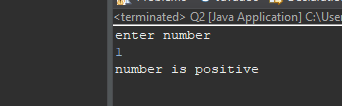 <terminated> Q2 [Java Application] C:\User
enter number
1
number is positive